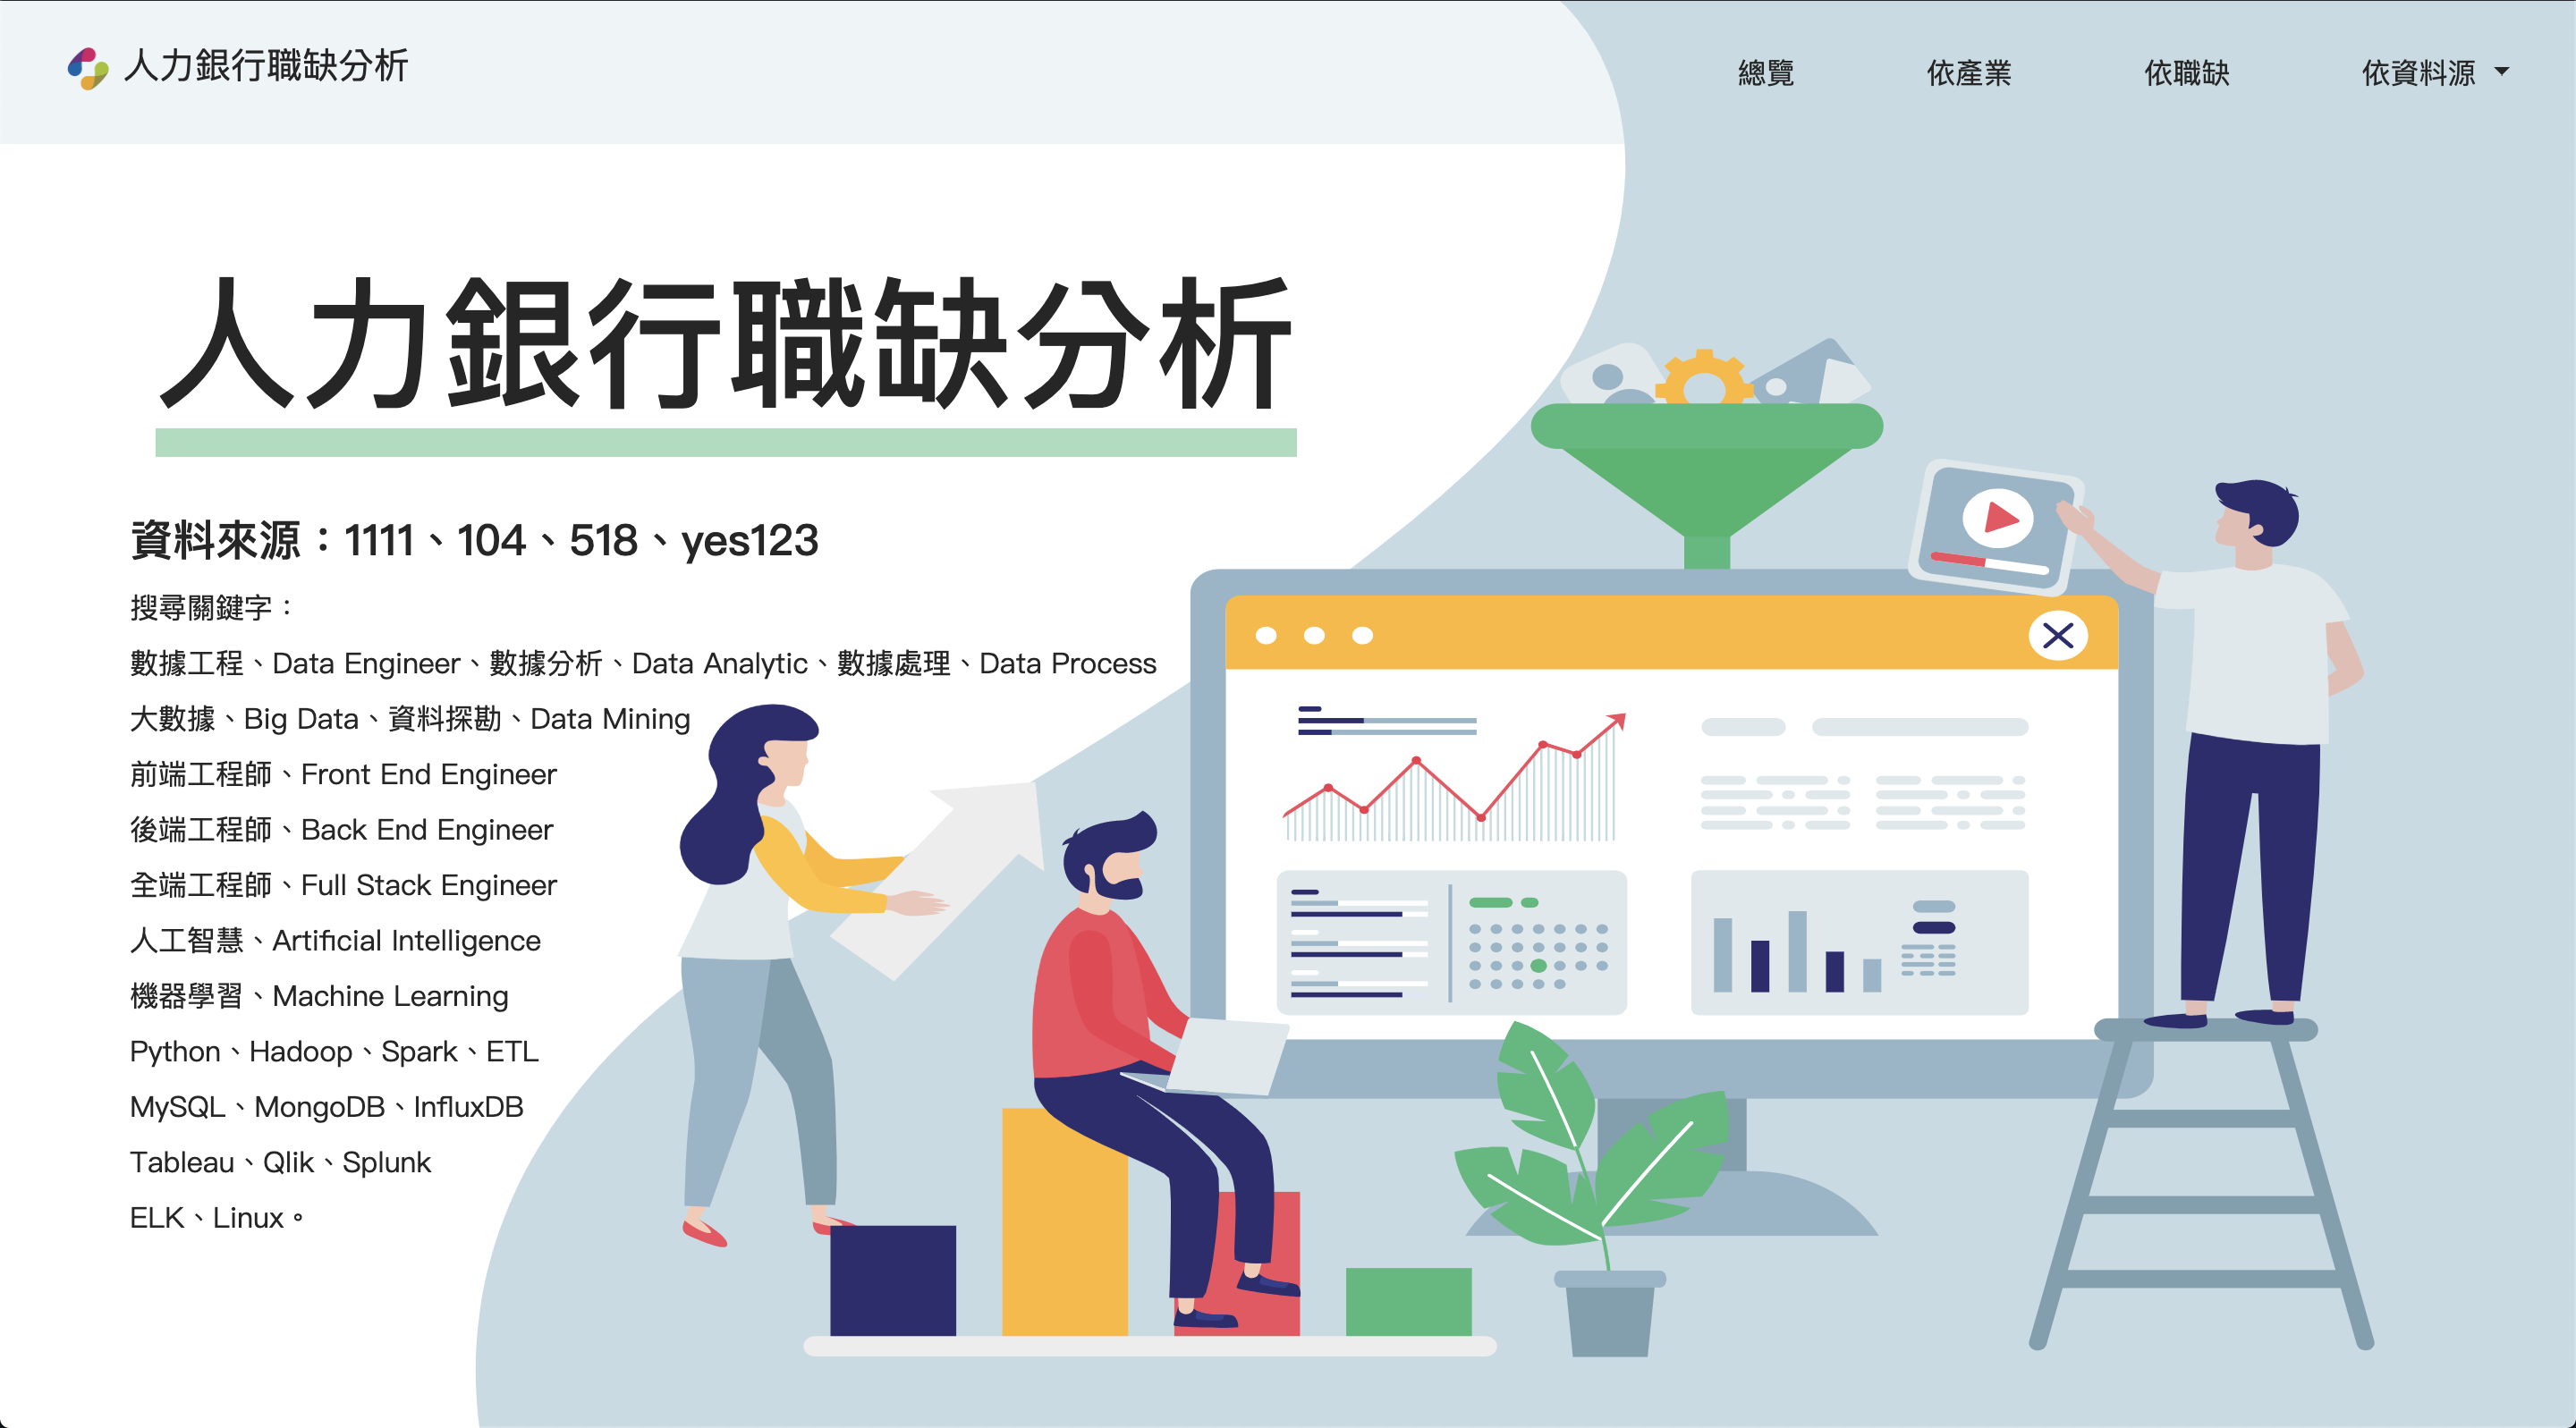 人力銀行職缺分析
總覽
依產業
依職缺
依資料源
人力銀行職缺分析
資料來源：1111、104、518、yes123
搜尋關鍵字：
數據工程、Data Engineer、數據分析、Data Analytic、數據處理、Data Process
大數據、Big Data、資料探勘、Data Mining
前端工程師、Front End Engineer
後端工程師、Back End Engineer
全端工程師、Full Stack Engineer
人工智慧、Artificial Intelligence
機器學習、Machine Learning
Python、Hadoop、Spark、ETL
MySQL、MongoDB、InfluxDB
Tableau、Qlik、Splunk
ELK、Linux。